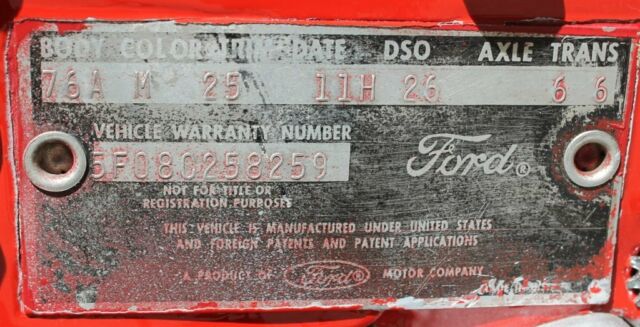 BODY COLOR TRIM DATE DSO AXLE TRANS
76A M 25 11H 26 6 6
VEHICLE WARRANTY NUMBER
5F08C258259
Ford®
NOT FOR TITLE OR
REGISTRATION PURPOSES
THIS VEHICLE IS MANUFACTURED UNDER UNITED STATES
AND FOREIGN PATENTS AND PATENT APPLICATIONS
A PRODUCT OF Ford® MOTOR COMPANY